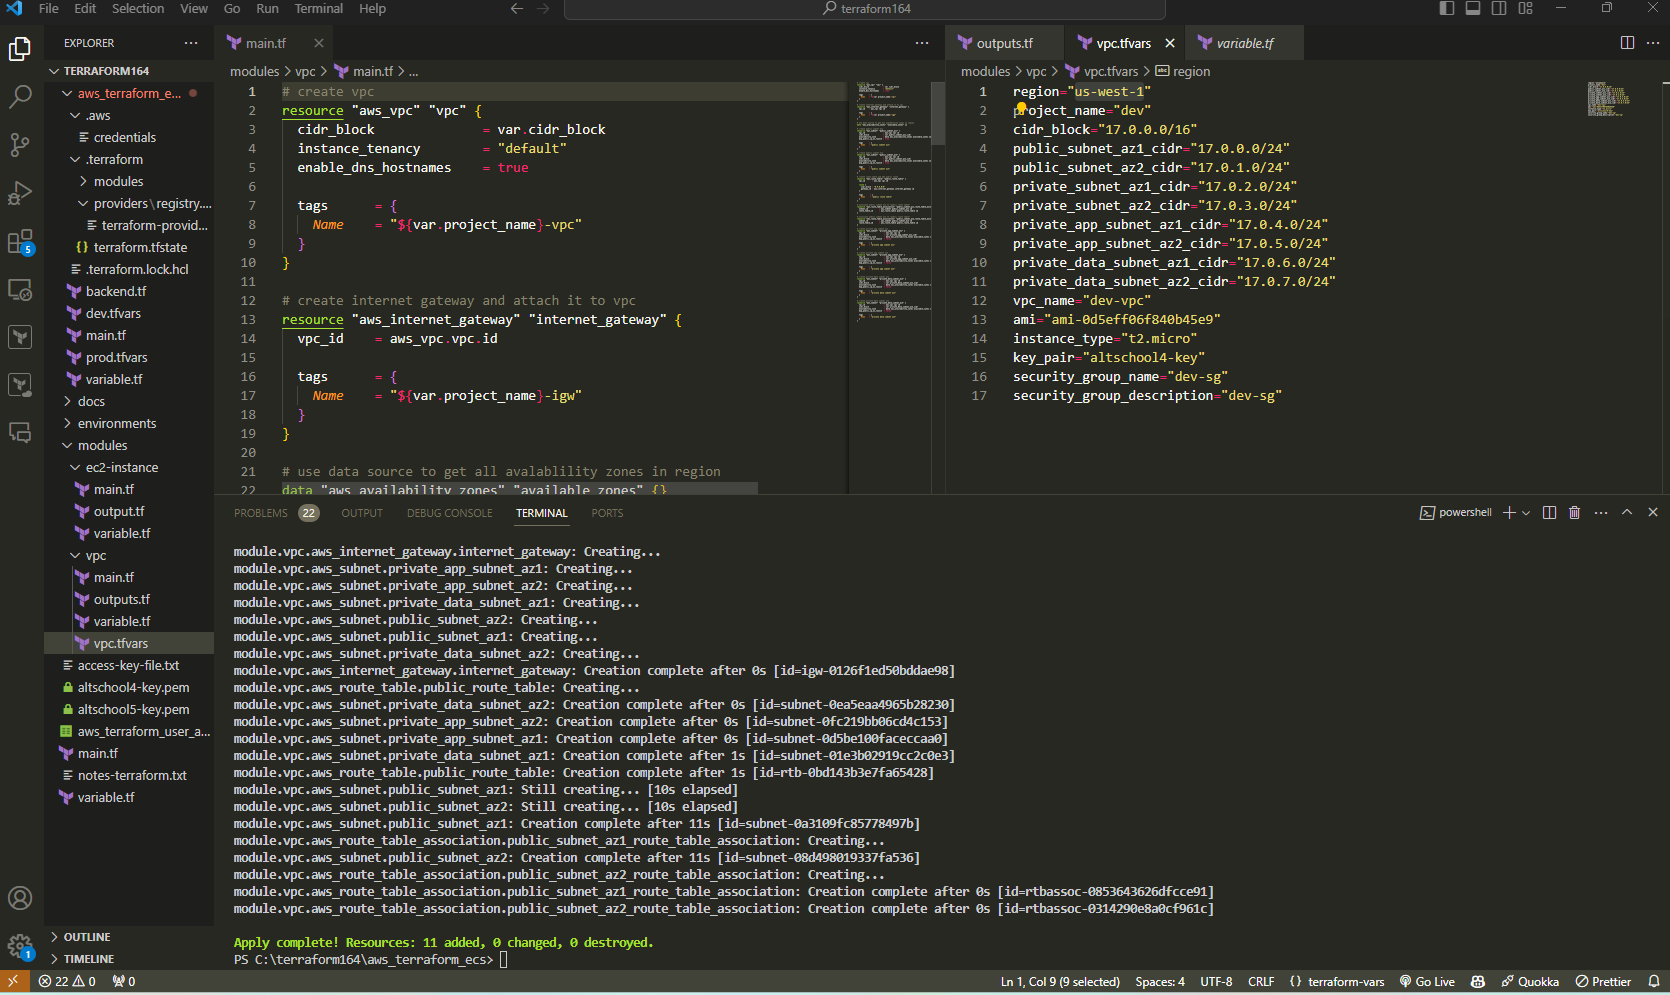 File Edit Selection View Go Run Terminal Help
terraform164
EXPLORER
TERRAFORM164
aws_terraform_e...
.aws
credentials
.terraform
modules
providers\registry....
terraform-provid...
terraform.tfstate
.terraform.lock.hcl
backend.tf
dev.tfvars
main.tf
prod.tfvars
variable.tf
docs
environments
modules
ec2-instance
main.tf
output.tf
variable.tf
vpc
main.tf
outputs.tf
variable.tf
vpc.tfvars
access-key-file.txt
altschool4-key.pem
altschool5-key.pem
aws_terraform_user_a...
main.tf
notes-terraform.txt
variable.tf
OUTLINE
TIMELINE
5
1
main.tf
modules > vpc > main.tf > ...
1 # create vpc
2 resource "aws_vpc" "vpc" {
3 cidr_block = var.cidr_block
4 instance_tenancy = "default"
5 enable_dns_hostnames = true
6
7 tags = {
8 Name = "${var.project_name}-vpc"
9 }
10 }
11
12 # create internet gateway and attach it to vpc
13 resource "aws_internet_gateway" "internet_gateway" {
14 vpc_id = aws_vpc.vpc.id
15
16 tags = {
17 Name = "${var.project_name}-igw"
18 }
19 }
20
21 # use data source to get all avalablility zones in region
22 data "aws_availability_zones" "available_zones" {}
outputs.tf vpc.tfvars variable.tf
modules > vpc > vpc.tfvars > abc region
1 region="us-west-1"
2 project_name="dev"
3 cidr_block="17.0.0.0/16"
4 public_subnet_az1_cidr="17.0.0.0/24"
5 public_subnet_az2_cidr="17.0.1.0/24"
6 private_subnet_az1_cidr="17.0.2.0/24"
7 private_subnet_az2_cidr="17.0.3.0/24"
8 private_app_subnet_az1_cidr="17.0.4.0/24"
9 private_app_subnet_az2_cidr="17.0.5.0/24"
10 private_data_subnet_az1_cidr="17.0.6.0/24"
11 private_data_subnet_az2_cidr="17.0.7.0/24"
12 vpc_name="dev-vpc"
13 ami="ami-0d5eff06f840b45e9"
14 instance_type="t2.micro"
15 key_pair="altschool4-key"
16 security_group_name="dev-sg"
17 security_group_description="dev-sg"
PROBLEMS 22 OUTPUT DEBUG CONSOLE TERMINAL PORTS
powershell
module.vpc.aws_internet_gateway.internet_gateway: Creating...
module.vpc.aws_subnet.private_app_subnet_az1: Creating...
module.vpc.aws_subnet.private_app_subnet_az2: Creating...
module.vpc.aws_subnet.private_data_subnet_az1: Creating...
module.vpc.aws_subnet.public_subnet_az2: Creating...
module.vpc.aws_subnet.public_subnet_az1: Creating...
module.vpc.aws_subnet.private_data_subnet_az2: Creating...
module.vpc.aws_internet_gateway.internet_gateway: Creation complete after 0s [id=igw-0126f1ed50bddae98]
module.vpc.aws_route_table.public_route_table: Creating...
module.vpc.aws_subnet.private_data_subnet_az2: Creation complete after 0s [id=subnet-0ea5eaa4965b28230]
module.vpc.aws_subnet.private_app_subnet_az2: Creation complete after 0s [id=subnet-0fc219bb06cd4c153]
module.vpc.aws_subnet.private_app_subnet_az1: Creation complete after 0s [id=subnet-0d5be100faceccaa0]
module.vpc.aws_subnet.private_data_subnet_az1: Creation complete after 1s [id=subnet-01e3b02919cc2c0e3]
module.vpc.aws_route_table.public_route_table: Creation complete after 1s [id=rtb-0bd143b3e7fa65428]
module.vpc.aws_subnet.public_subnet_az1: Still creating... [10s elapsed]
module.vpc.aws_subnet.public_subnet_az2: Still creating... [10s elapsed]
module.vpc.aws_subnet.public_subnet_az1: Creation complete after 11s [id=subnet-0a3109fc85778497b]
module.vpc.aws_route_table_association.public_subnet_az1_route_table_association: Creating...
module.vpc.aws_subnet.public_subnet_az2: Creation complete after 11s [id=subnet-08d498019337fa536]
module.vpc.aws_route_table_association.public_subnet_az2_route_table_association: Creating...
module.vpc.aws_route_table_association.public_subnet_az1_route_table_association: Creation complete after 0s [id=rtbassoc-0853643626dfcce91]
module.vpc.aws_route_table_association.public_subnet_az2_route_table_association: Creation complete after 0s [id=rtbassoc-0314290e8a0cf961c]
Apply complete! Resources: 11 added, 0 changed, 0 destroyed.
PS C:\terraform164\aws_terraform_ecs>
22 0 0
Ln 1, Col 9 (9 selected) Spaces: 4 UTF-8 CRLF {} terraform-vars Go Live Quokka Prettier